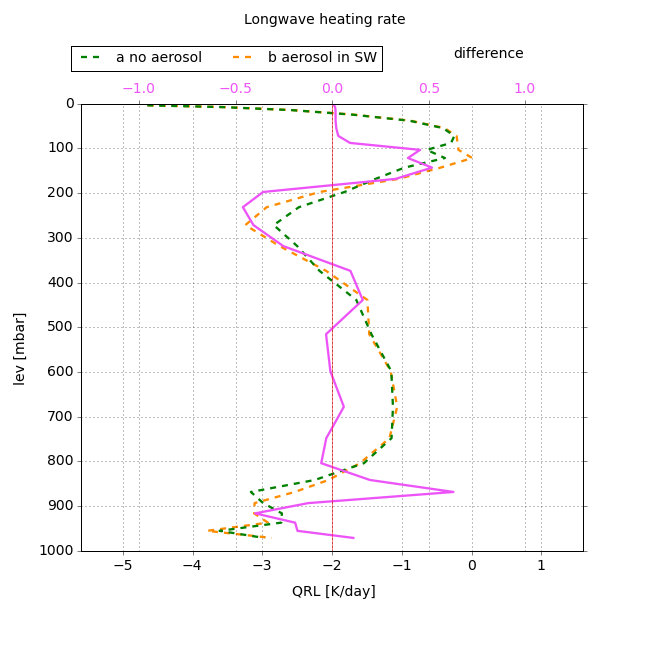 Longwave heating rate
a no aerosol b aerosol in SW
difference
−1.0 −0.5 0.0 0.5 1.0
0
100
200
300
400
500
600
700
800
900
1000
lev [mbar]
−5 −4 −3 −2 −1 0 1
QRL [K/day]